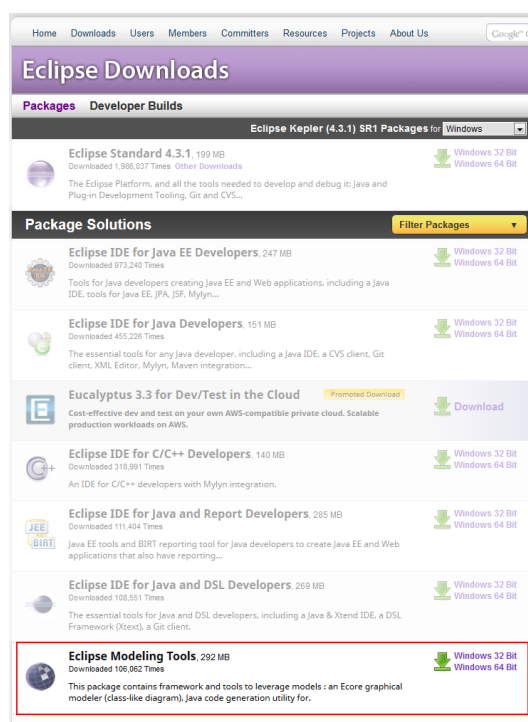 Home Downloads Users Members Committers Resources Projects About Us Google™
Eclipse Downloads
Packages Developer Builds
Eclipse Kepler (4.3.1) SR1 Packages for Windows
Eclipse Standard 4.3.1, 199 MB
Downloaded 1,986,037 Times Other Downloads
The Eclipse Platform, and all the tools needed to develop and debug it: Java and
Plug-in Development Tooling, Git and CVS...
Windows 32 Bit
Windows 64 Bit
Package Solutions Filter Packages
Eclipse IDE for Java EE Developers, 247 MB
Downloaded 973,240 Times
Tools for Java developers creating Java EE and Web applications, including a Java
IDE, tools for Java EE, JPA, JSF, Mylyn...
Windows 32 Bit
Windows 64 Bit
Eclipse IDE for Java Developers, 151 MB
Downloaded 455,226 Times
The essential tools for any Java developer, including a Java IDE, a CVS client, Git
client, XML Editor, Mylyn, Maven integration...
Windows 32 Bit
Windows 64 Bit
E
Eucalyptus 3.3 for Dev/Test in the Cloud Promoted Download
Cost-effective dev and test on your own AWS-compatible private cloud. Scalable
production workloads on AWS.
Download
C++
Eclipse IDE for C/C++ Developers, 140 MB
Downloaded 318,991 Times
An IDE for C/C++ developers with Mylyn integration.
Windows 32 Bit
Windows 64 Bit
JEE
BIRT
Eclipse IDE for Java and Report Developers, 285 MB
Downloaded 111,404 Times
Java EE tools and BIRT reporting tool for Java developers to create Java EE and Web
applications that also have reporting...
Windows 32 Bit
Windows 64 Bit
Eclipse IDE for Java and DSL Developers, 269 MB
Downloaded 108,551 Times
The essential tools for Java and DSL developers, including a Java & Xtend IDE, a DSL
Framework (Xtext), a Git client.
Windows 32 Bit
Windows 64 Bit
Eclipse Modeling Tools, 292 MB
Downloaded 106,062 Times
This package contains framework and tools to leverage models : an Ecore graphical
modeler (class-like diagram), Java code generation utility for.
Windows 32 Bit
Windows 64 Bit